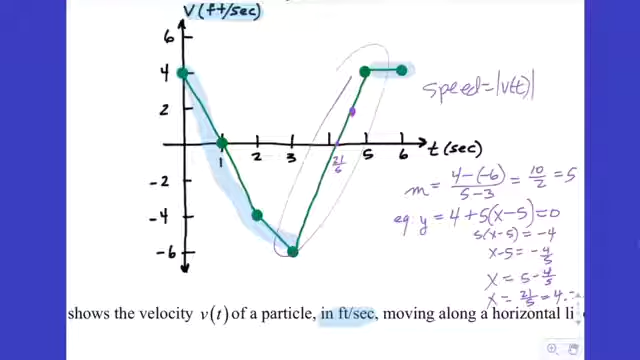 V (ft/sec)
6
4
2
-2
-4
-6
1
2
3
21/5
5
6
t (sec)
speed = |v(t)|
m = 4-(-6)/5-3 = 10/2 = 5
eq: y = 4 + 5(x-5) = 0
5(x-5) = -4
x-5 = -4/5
x = 5 - 4/5
x = 21/5 = 4.
shows the velocity v(t) of a particle, in ft/sec, moving along a horizontal li